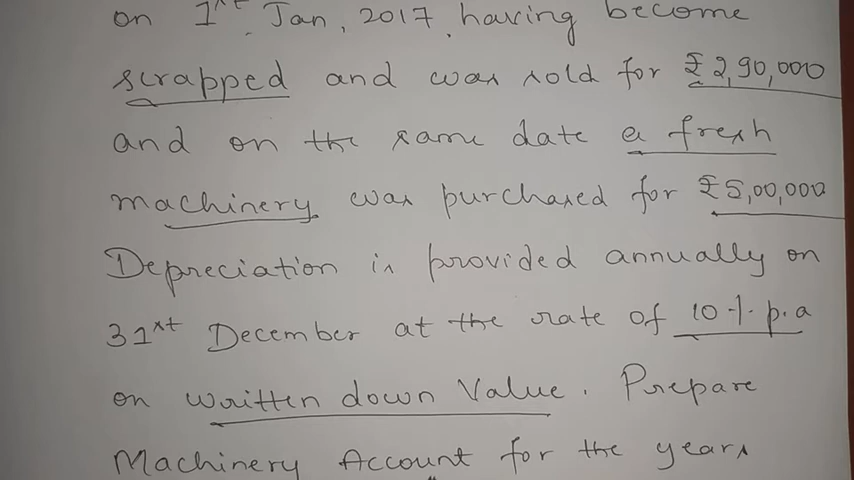 on 1st Jan, 2017, having become
scrapped and was sold for ₹2,90,000
and on the same date a fresh
machinery was purchased for ₹5,00,000
Depreciation is provided annually on
31st December at the rate of 10%. p.a
on written down Value. Prepare
Machinery Account for the years